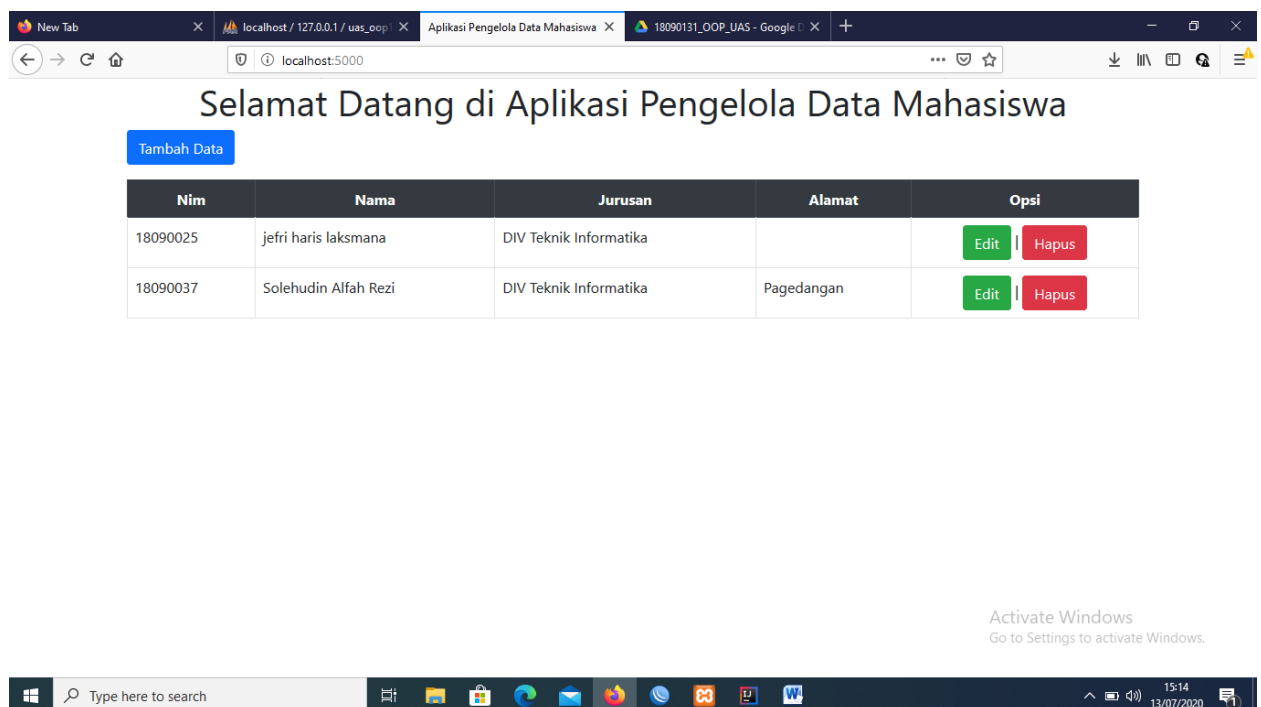 New Tab
localhost / 127.0.0.1 / uas_oop1
Aplikasi Pengelola Data Mahasiswa
18090131_OOP_UAS - Google D
localhost:5000
Selamat Datang di Aplikasi Pengelola Data Mahasiswa
Tambah Data
Nim Nama Jurusan Alamat Opsi
18090025 jefri haris laksmana DIV Teknik Informatika Edit | Hapus
18090037 Solehudin Alfah Rezi DIV Teknik Informatika Pagedangan Edit | Hapus
Activate Windows
Go to Settings to activate Windows.
Type here to search
15:14
13/07/2020
1